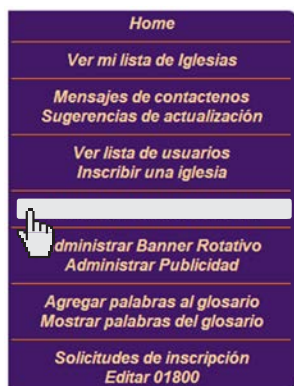 Home
Ver mi lista de Iglesias
Mensajes de contactenos
Sugerencias de actualización
Ver lista de usuarios
Inscribir una iglesia
dministrar Banner Rotativo
Administrar Publicidad
Agregar palabras al glosario
Mostrar palabras del glosario
Solicitudes de inscripción
Editar 01800